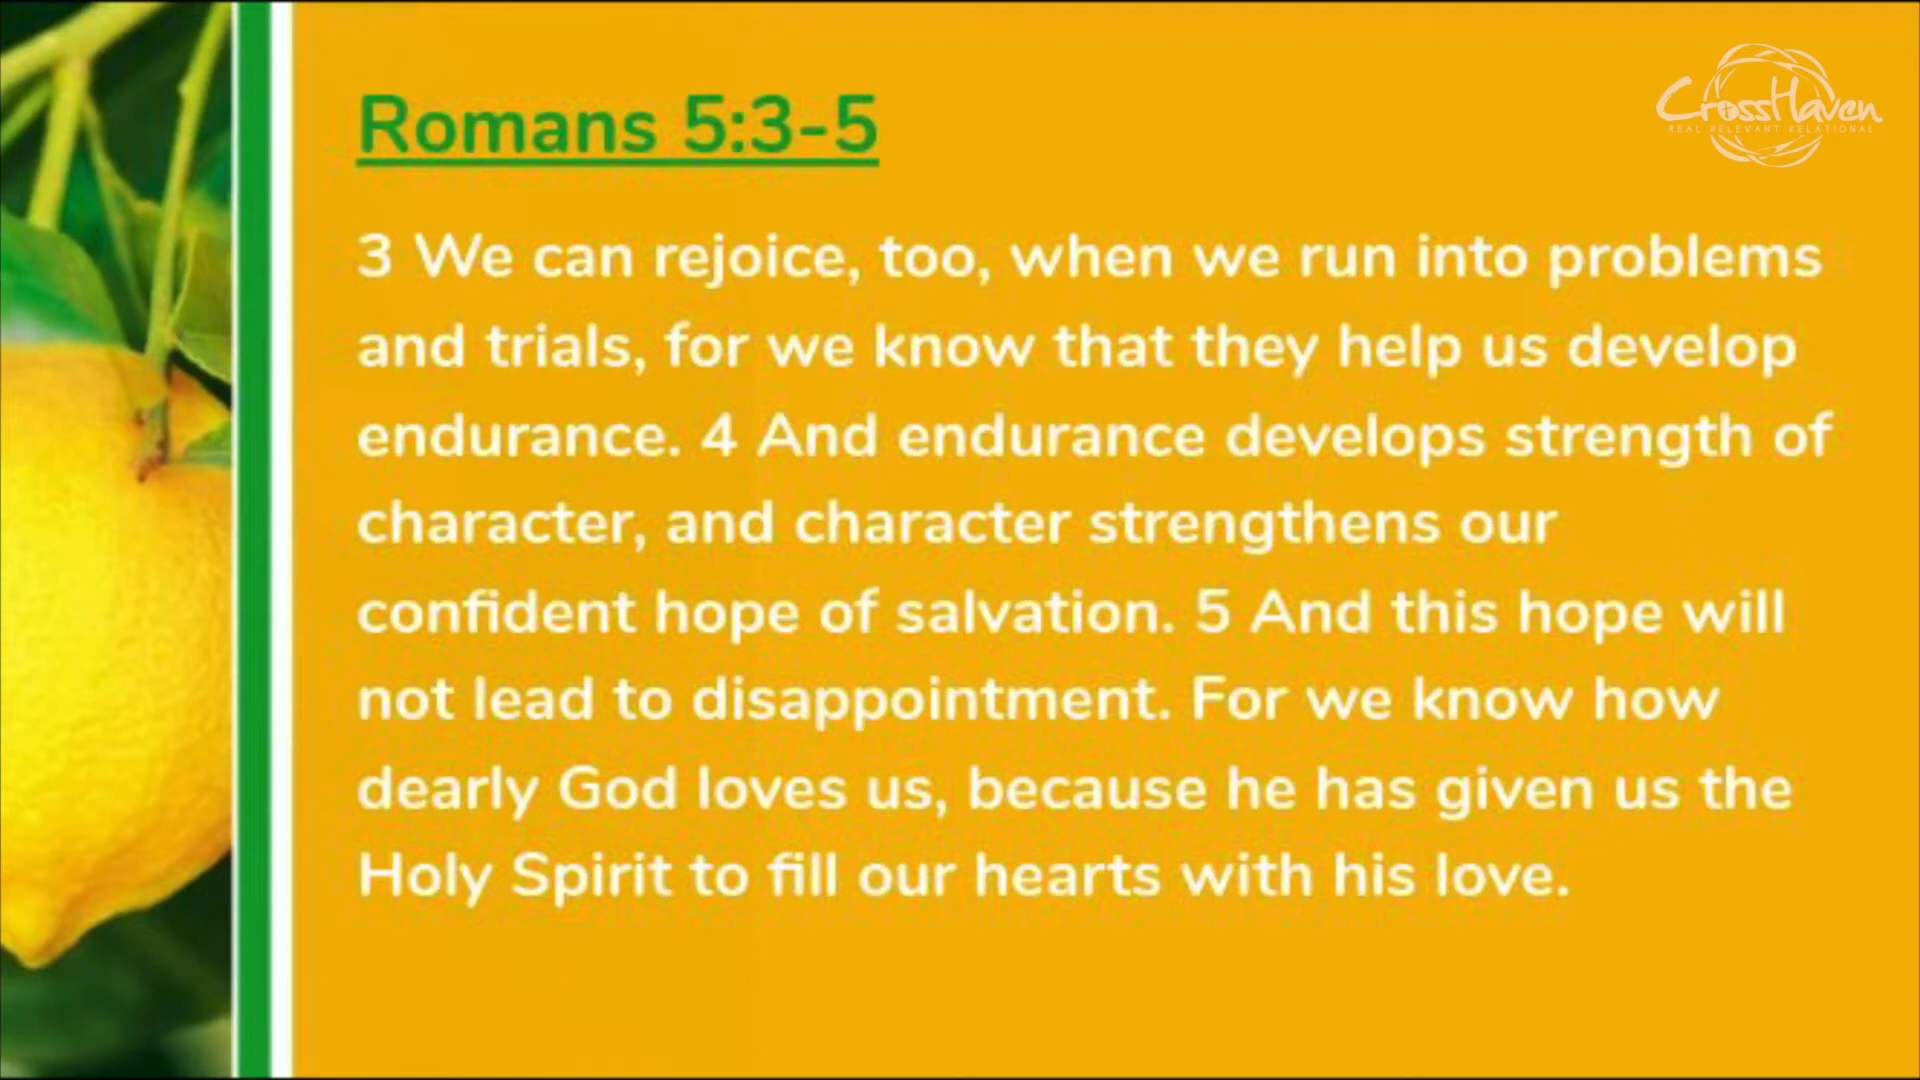 Romans 5:3-5
CrossHaven
REAL RELEVANT RELATIONAL
3 We can rejoice, too, when we run into problems
and trials, for we know that they help us develop
endurance. 4 And endurance develops strength of
character, and character strengthens our
confident hope of salvation. 5 And this hope will
not lead to disappointment. For we know how
dearly God loves us, because he has given us the
Holy Spirit to fill our hearts with his love.